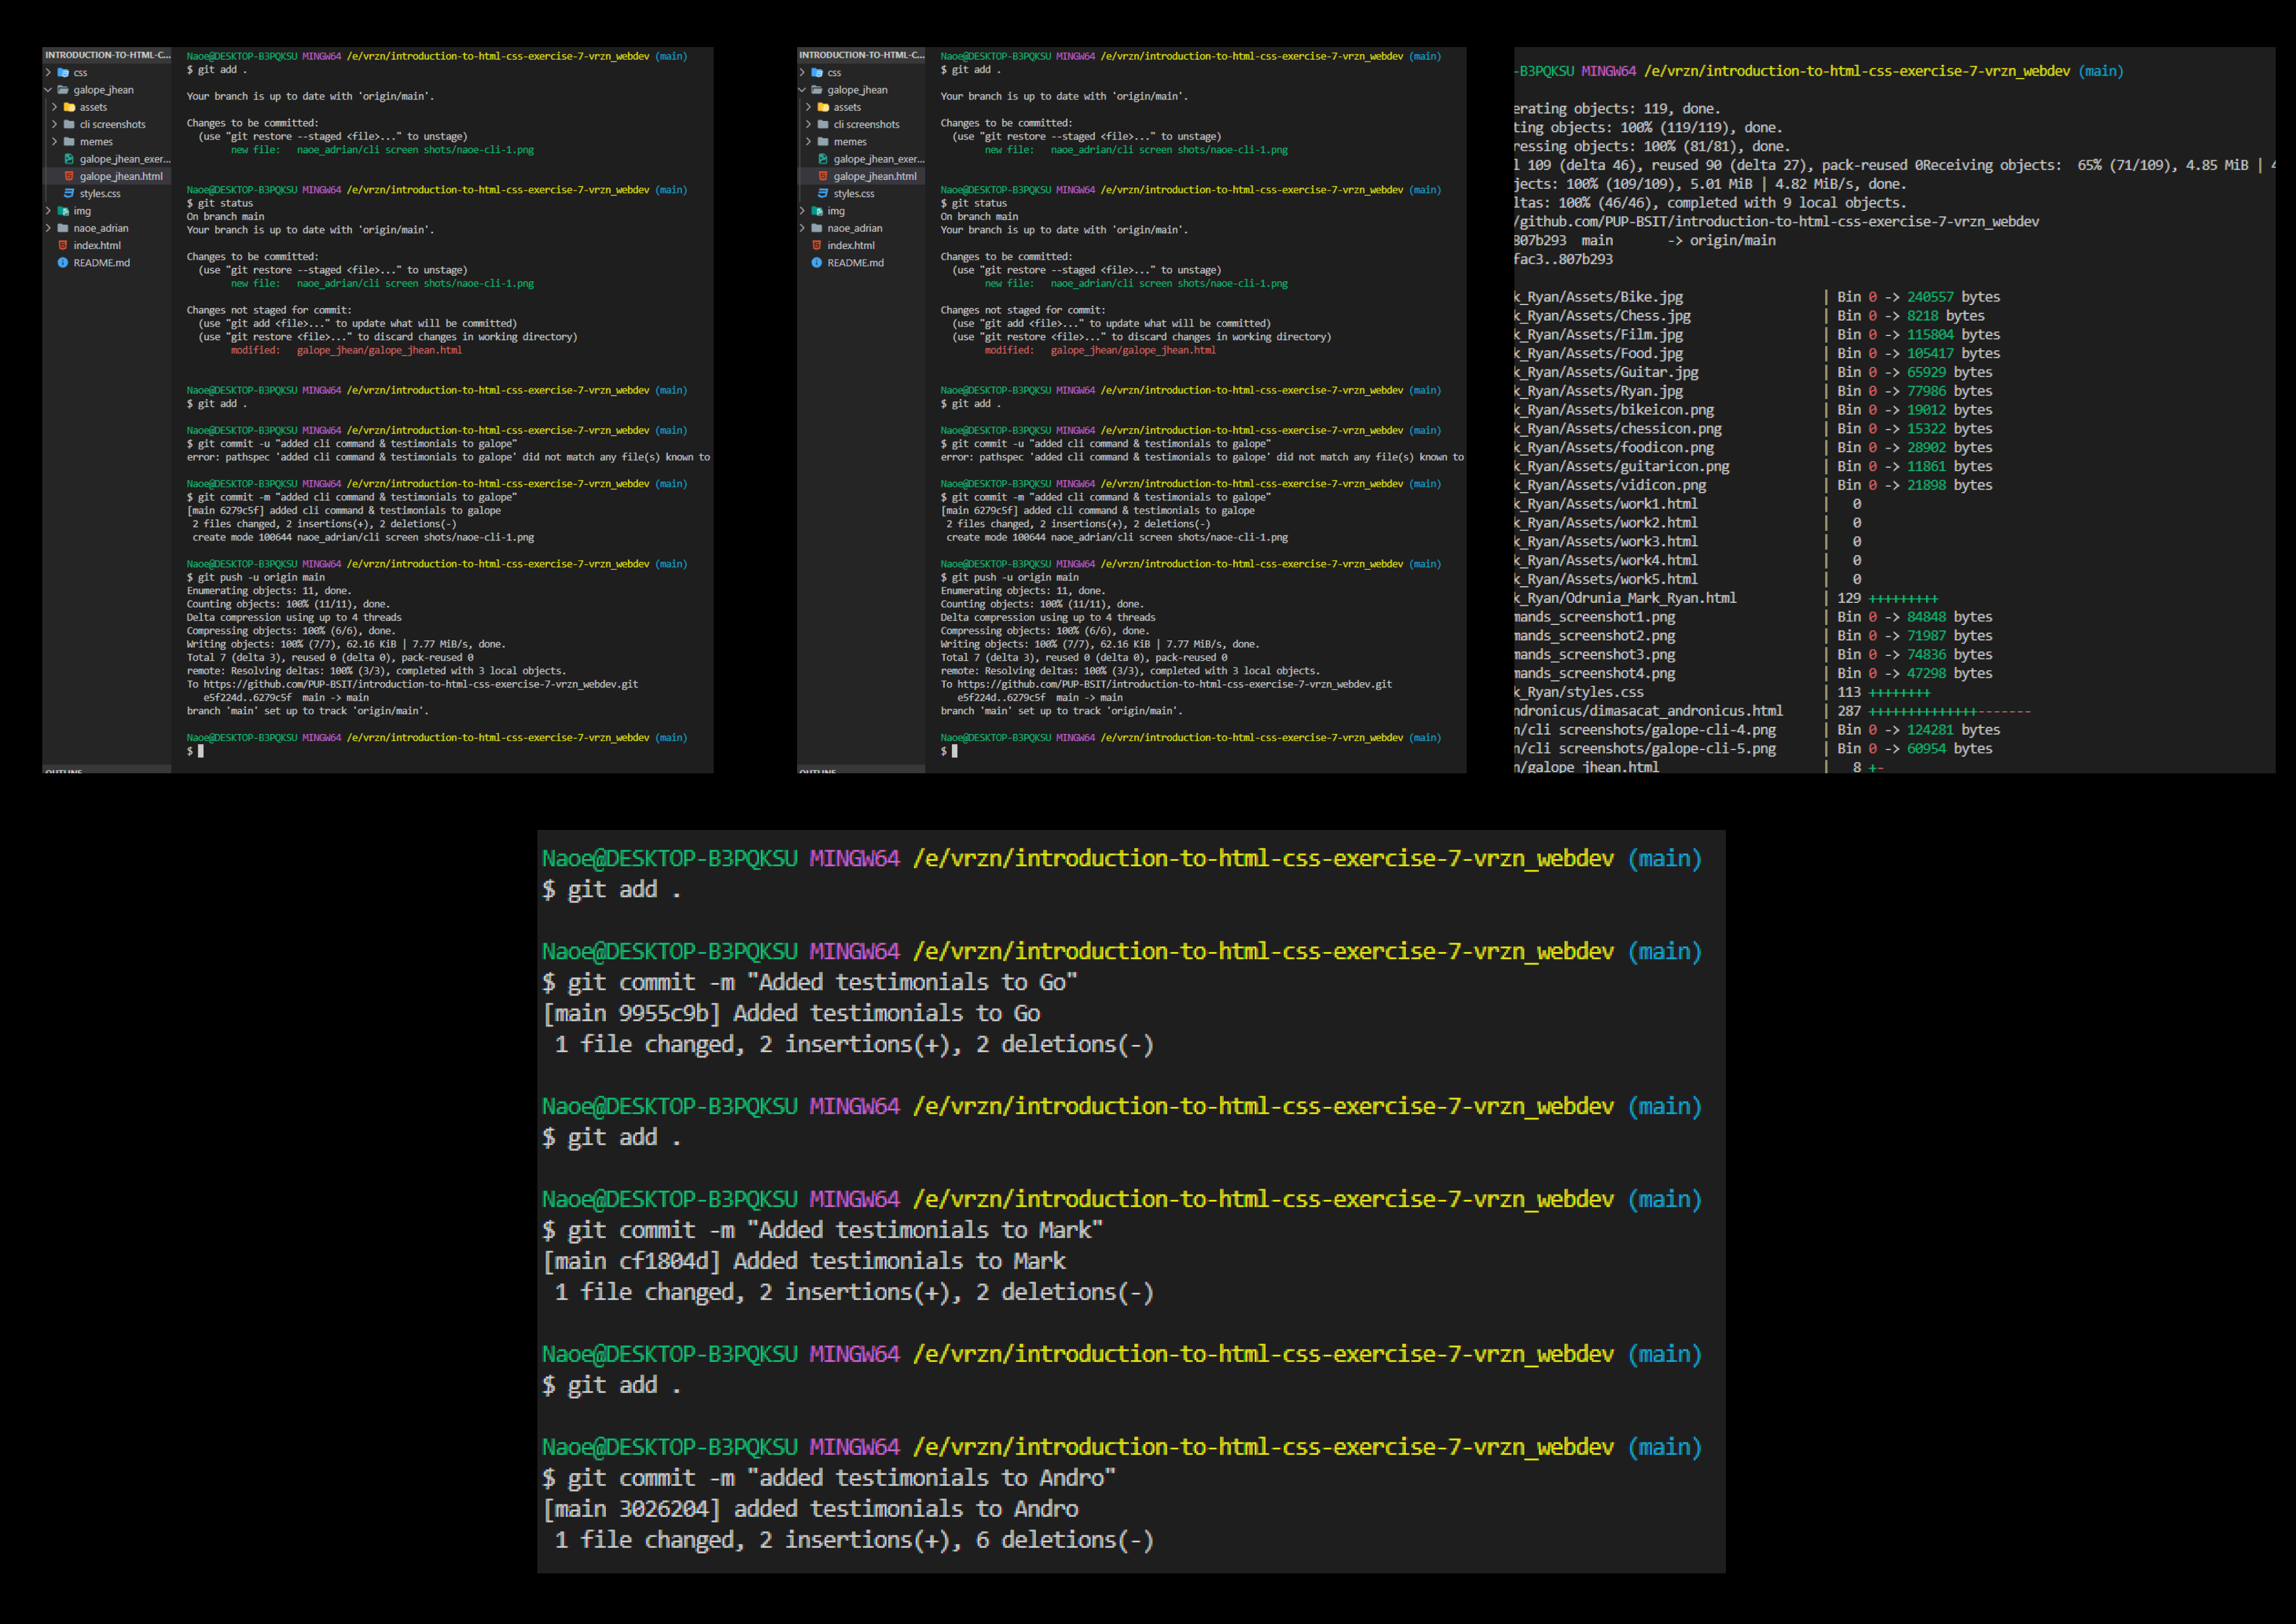 INTRODUCTION-TO-HTML-C...
css
galope_jhean
assets
cli screenshots
memes
galope_jhean_exer...
galope_jhean.html
styles.css
img
naoe_adrian
index.html
README.md
Naoe@DESKTOP-B3PQKSU MINGW64 /e/vrzn/introduction-to-html-css-exercise-7-vrzn_webdev (main)
$ git add .
Your branch is up to date with 'origin/main'.
Changes to be committed:
(use "git restore --staged <file>..." to unstage)
new file: naoe_adrian/cli screen shots/naoe-cli-1.png
Naoe@DESKTOP-B3PQKSU MINGW64 /e/vrzn/introduction-to-html-css-exercise-7-vrzn_webdev (main)
$ git status
On branch main
Your branch is up to date with 'origin/main'.
Changes to be committed:
(use "git restore --staged <file>..." to unstage)
new file: naoe_adrian/cli screen shots/naoe-cli-1.png
Changes not staged for commit:
(use "git add <file>..." to update what will be committed)
(use "git restore <file>..." to discard changes in working directory)
modified: galope_jhean/galope_jhean.html
Naoe@DESKTOP-B3PQKSU MINGW64 /e/vrzn/introduction-to-html-css-exercise-7-vrzn_webdev (main)
$ git add .
Naoe@DESKTOP-B3PQKSU MINGW64 /e/vrzn/introduction-to-html-css-exercise-7-vrzn_webdev (main)
$ git commit -u "added cli command & testimonials to galope"
error: pathspec 'added cli command & testimonials to galope' did not match any file(s) known to
Naoe@DESKTOP-B3PQKSU MINGW64 /e/vrzn/introduction-to-html-css-exercise-7-vrzn_webdev (main)
$ git commit -m "added cli command & testimonials to galope"
[main 6279c5f] added cli command & testimonials to galope
2 files changed, 2 insertions(+), 2 deletions(-)
create mode 100644 naoe_adrian/cli screen shots/naoe-cli-1.png
Naoe@DESKTOP-B3PQKSU MINGW64 /e/vrzn/introduction-to-html-css-exercise-7-vrzn_webdev (main)
$ git push -u origin main
Enumerating objects: 11, done.
Counting objects: 100% (11/11), done.
Delta compression using up to 4 threads
Compressing objects: 100% (6/6), done.
Writing objects: 100% (7/7), 62.16 KiB | 7.77 MiB/s, done.
Total 7 (delta 3), reused 0 (delta 0), pack-reused 0
remote: Resolving deltas: 100% (3/3), completed with 3 local objects.
To https://github.com/PUP-BSIT/introduction-to-html-css-exercise-7-vrzn_webdev.git
e5f224d..6279c5f main -> main
branch 'main' set up to track 'origin/main'.
Naoe@DESKTOP-B3PQKSU MINGW64 /e/vrzn/introduction-to-html-css-exercise-7-vrzn_webdev (main)
$
OUTLINE
INTRODUCTION-TO-HTML-C...
css
galope_jhean
assets
cli screenshots
memes
galope_jhean_exer...
galope_jhean.html
styles.css
img
naoe_adrian
index.html
README.md
Naoe@DESKTOP-B3PQKSU MINGW64 /e/vrzn/introduction-to-html-css-exercise-7-vrzn_webdev (main)
$ git add .
Your branch is up to date with 'origin/main'.
Changes to be committed:
(use "git restore --staged <file>..." to unstage)
new file: naoe_adrian/cli screen shots/naoe-cli-1.png
Naoe@DESKTOP-B3PQKSU MINGW64 /e/vrzn/introduction-to-html-css-exercise-7-vrzn_webdev (main)
$ git status
On branch main
Your branch is up to date with 'origin/main'.
Changes to be committed:
(use "git restore --staged <file>..." to unstage)
new file: naoe_adrian/cli screen shots/naoe-cli-1.png
Changes not staged for commit:
(use "git add <file>..." to update what will be committed)
(use "git restore <file>..." to discard changes in working directory)
modified: galope_jhean/galope_jhean.html
Naoe@DESKTOP-B3PQKSU MINGW64 /e/vrzn/introduction-to-html-css-exercise-7-vrzn_webdev (main)
$ git add .
Naoe@DESKTOP-B3PQKSU MINGW64 /e/vrzn/introduction-to-html-css-exercise-7-vrzn_webdev (main)
$ git commit -u "added cli command & testimonials to galope"
error: pathspec 'added cli command & testimonials to galope' did not match any file(s) known to
Naoe@DESKTOP-B3PQKSU MINGW64 /e/vrzn/introduction-to-html-css-exercise-7-vrzn_webdev (main)
$ git commit -m "added cli command & testimonials to galope"
[main 6279c5f] added cli command & testimonials to galope
2 files changed, 2 insertions(+), 2 deletions(-)
create mode 100644 naoe_adrian/cli screen shots/naoe-cli-1.png
Naoe@DESKTOP-B3PQKSU MINGW64 /e/vrzn/introduction-to-html-css-exercise-7-vrzn_webdev (main)
$ git push -u origin main
Enumerating objects: 11, done.
Counting objects: 100% (11/11), done.
Delta compression using up to 4 threads
Compressing objects: 100% (6/6), done.
Writing objects: 100% (7/7), 62.16 KiB | 7.77 MiB/s, done.
Total 7 (delta 3), reused 0 (delta 0), pack-reused 0
remote: Resolving deltas: 100% (3/3), completed with 3 local objects.
To https://github.com/PUP-BSIT/introduction-to-html-css-exercise-7-vrzn_webdev.git
e5f224d..6279c5f main -> main
branch 'main' set up to track 'origin/main'.
Naoe@DESKTOP-B3PQKSU MINGW64 /e/vrzn/introduction-to-html-css-exercise-7-vrzn_webdev (main)
$
OUTLINE
-B3PQKSU MINGW64 /e/vrzn/introduction-to-html-css-exercise-7-vrzn_webdev (main)
erating objects: 119, done.
ting objects: 100% (119/119), done.
ressing objects: 100% (81/81), done.
l 109 (delta 46), reused 90 (delta 27), pack-reused 0Receiving objects: 65% (71/109), 4.85 MiB | 4
jects: 100% (109/109), 5.01 MiB | 4.82 MiB/s, done.
ltas: 100% (46/46), completed with 9 local objects.
/github.com/PUP-BSIT/introduction-to-html-css-exercise-7-vrzn_webdev
807b293 main -> origin/main
fac3..807b293
k_Ryan/Assets/Bike.jpg | Bin 0 -> 240557 bytes
k_Ryan/Assets/Chess.jpg | Bin 0 -> 8218 bytes
k_Ryan/Assets/Film.jpg | Bin 0 -> 115804 bytes
k_Ryan/Assets/Food.jpg | Bin 0 -> 105417 bytes
k_Ryan/Assets/Guitar.jpg | Bin 0 -> 65929 bytes
k_Ryan/Assets/Ryan.jpg | Bin 0 -> 77986 bytes
k_Ryan/Assets/bikeicon.png | Bin 0 -> 19012 bytes
k_Ryan/Assets/chessicon.png | Bin 0 -> 15322 bytes
k_Ryan/Assets/foodicon.png | Bin 0 -> 28902 bytes
k_Ryan/Assets/guitaricon.png | Bin 0 -> 11861 bytes
k_Ryan/Assets/vidicon.png | Bin 0 -> 21898 bytes
k_Ryan/Assets/work1.html | 0
k_Ryan/Assets/work2.html | 0
k_Ryan/Assets/work3.html | 0
k_Ryan/Assets/work4.html | 0
k_Ryan/Assets/work5.html | 0
k_Ryan/Odrunia_Mark_Ryan.html | 129 +++++++++
mands_screenshot1.png | Bin 0 -> 84848 bytes
mands_screenshot2.png | Bin 0 -> 71987 bytes
mands_screenshot3.png | Bin 0 -> 74836 bytes
mands_screenshot4.png | Bin 0 -> 47298 bytes
k_Ryan/styles.css | 113 ++++++++
ndronicus/dimasacat_andronicus.html | 287 ++++++++++++++-------
n/cli screenshots/galope-cli-4.png | Bin 0 -> 124281 bytes
n/cli screenshots/galope-cli-5.png | Bin 0 -> 60954 bytes
n/galope_jhean.html | 8 +-
Naoe@DESKTOP-B3PQKSU MINGW64 /e/vrzn/introduction-to-html-css-exercise-7-vrzn_webdev (main)
$ git add .
Naoe@DESKTOP-B3PQKSU MINGW64 /e/vrzn/introduction-to-html-css-exercise-7-vrzn_webdev (main)
$ git commit -m "Added testimonials to Go"
[main 9955c9b] Added testimonials to Go
1 file changed, 2 insertions(+), 2 deletions(-)
Naoe@DESKTOP-B3PQKSU MINGW64 /e/vrzn/introduction-to-html-css-exercise-7-vrzn_webdev (main)
$ git add .
Naoe@DESKTOP-B3PQKSU MINGW64 /e/vrzn/introduction-to-html-css-exercise-7-vrzn_webdev (main)
$ git commit -m "Added testimonials to Mark"
[main cf1804d] Added testimonials to Mark
1 file changed, 2 insertions(+), 2 deletions(-)
Naoe@DESKTOP-B3PQKSU MINGW64 /e/vrzn/introduction-to-html-css-exercise-7-vrzn_webdev (main)
$ git add .
Naoe@DESKTOP-B3PQKSU MINGW64 /e/vrzn/introduction-to-html-css-exercise-7-vrzn_webdev (main)
$ git commit -m "added testimonials to Andro"
[main 3026204] added testimonials to Andro
1 file changed, 2 insertions(+), 6 deletions(-)